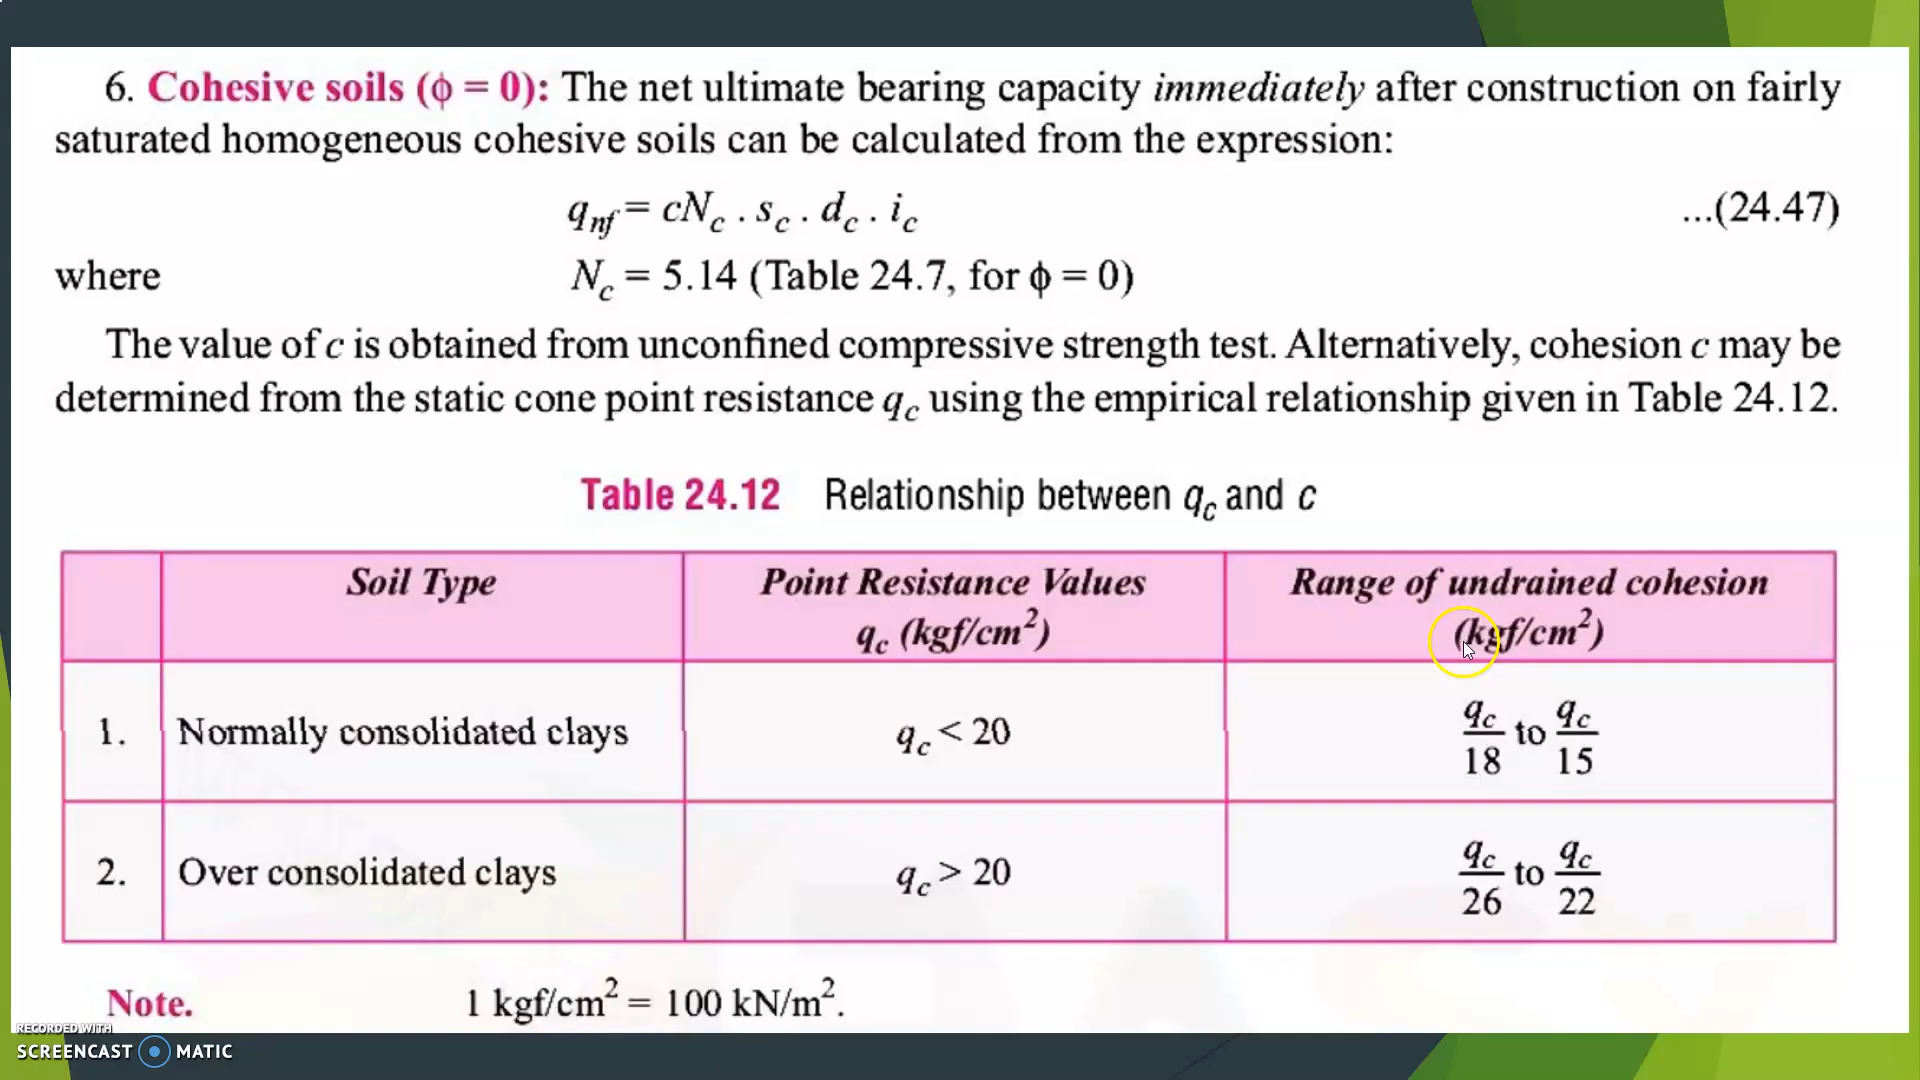 6. Cohesive soils (ϕ = 0): The net ultimate bearing capacity immediately after construction on fairly
saturated homogeneous cohesive soils can be calculated from the expression:
q_nf = cN_c . s_c . d_c . i_c ...(24.47)
where N_c = 5.14 (Table 24.7, for ϕ = 0)
The value of c is obtained from unconfined compressive strength test. Alternatively, cohesion c may be
determined from the static cone point resistance q_c using the empirical relationship given in Table 24.12.
Table 24.12 Relationship between q_c and c
Soil Type Point Resistance Values Range of undrained cohesion
q_c (kgf/cm²) (kgf/cm²)
1. Normally consolidated clays q_c < 20 q_c/18 to q_c/15
2. Over consolidated clays q_c > 20 q_c/26 to q_c/22
Note. 1 kgf/cm² = 100 kN/m².
RECORDED WITH
SCREENCAST MATIC